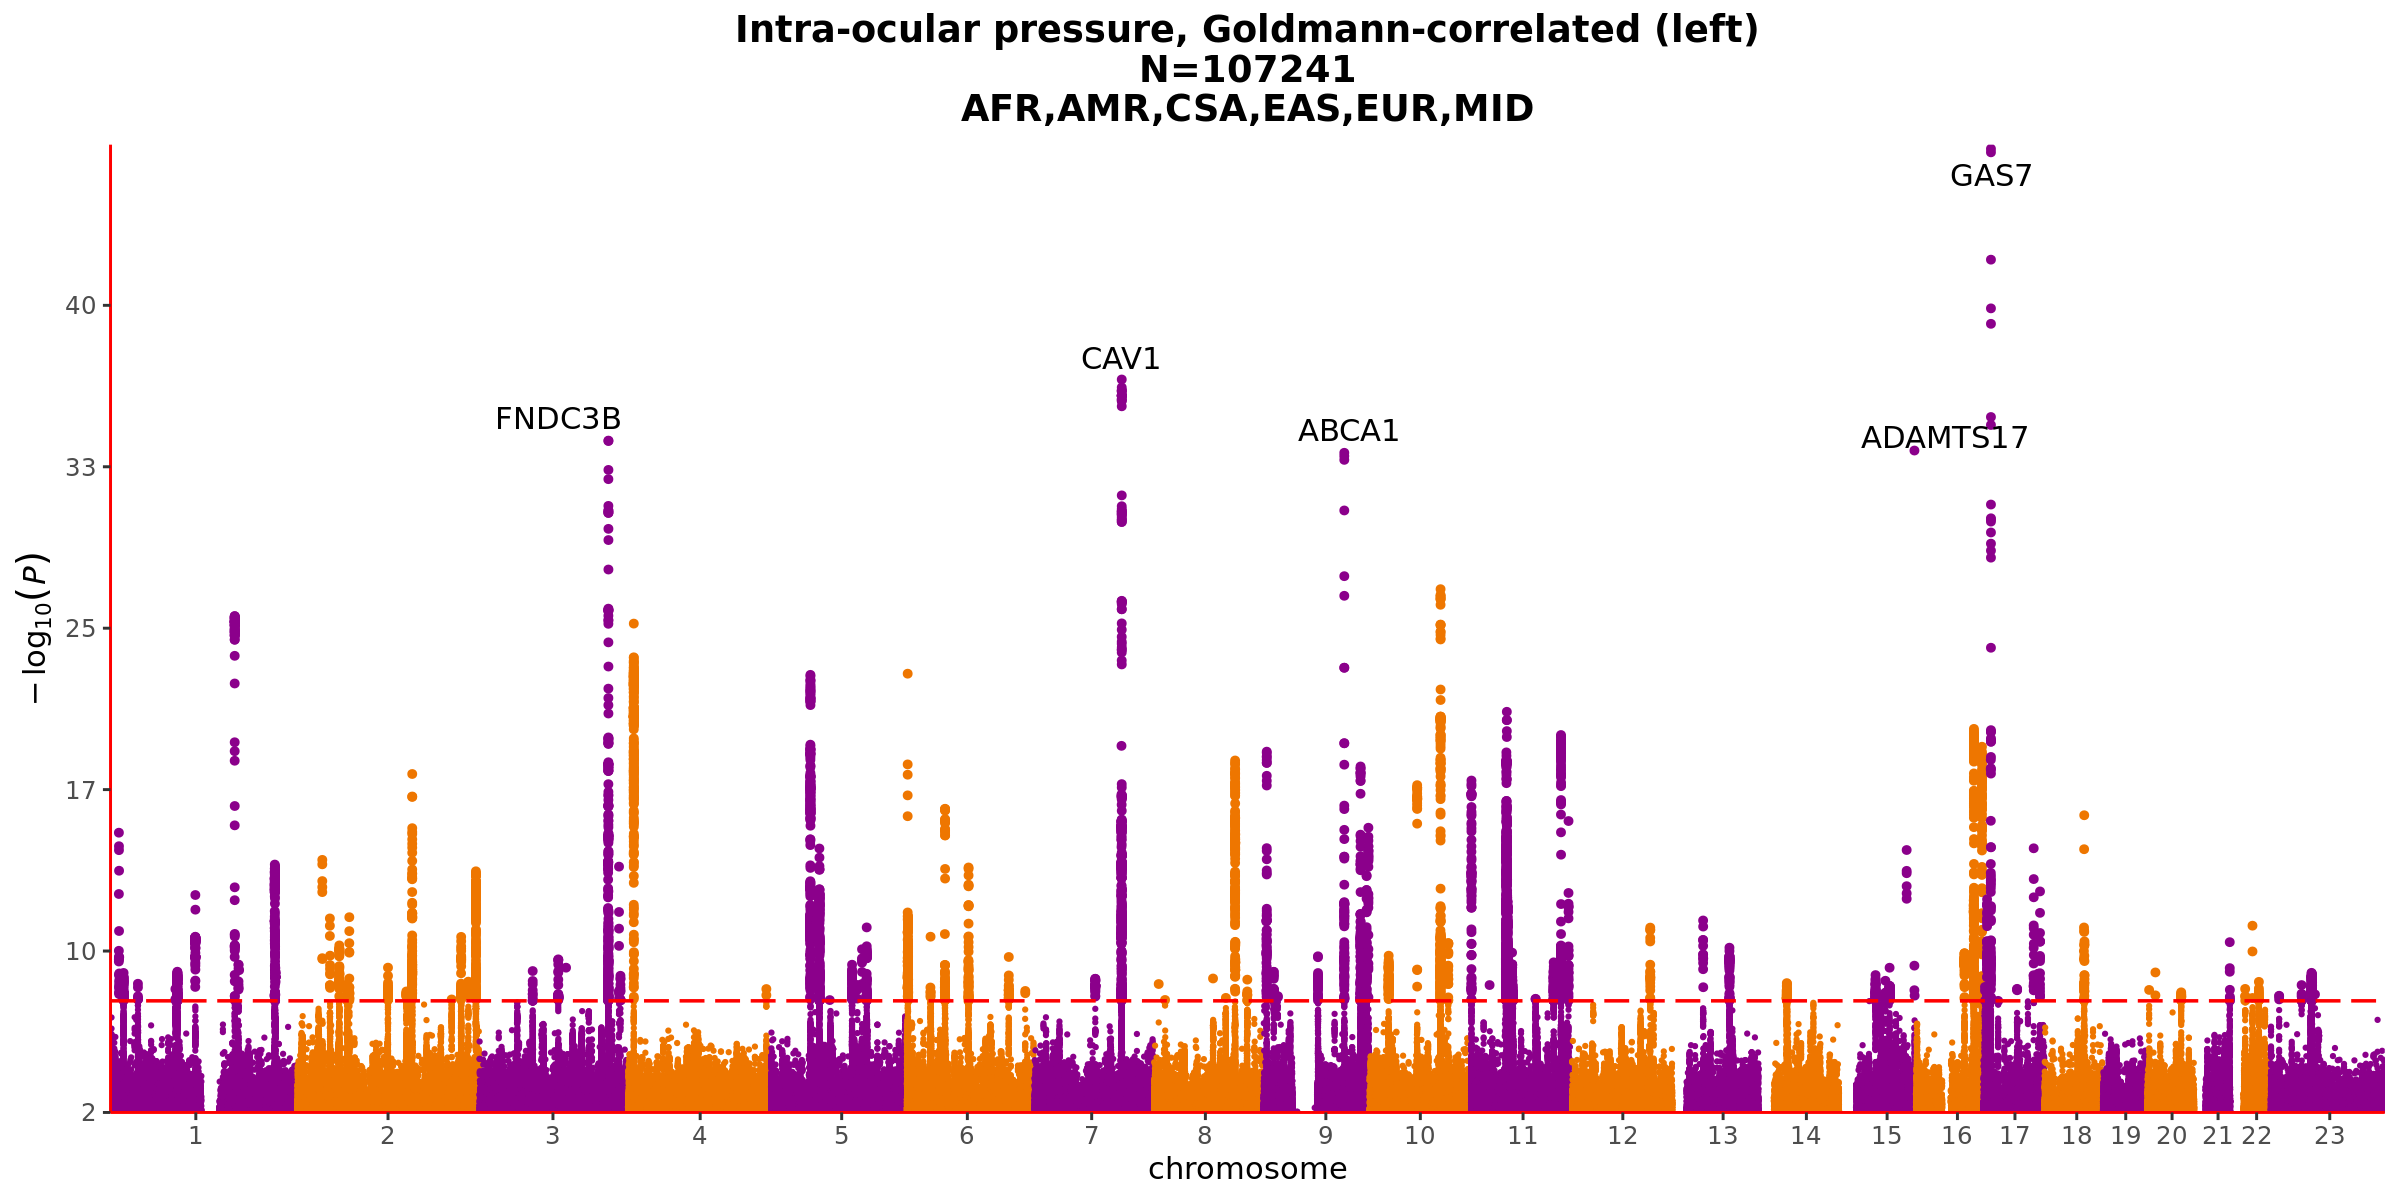 Intra-ocular pressure, Goldmann-correlated (left)
N=107241
AFR,AMR,CSA,EAS,EUR,MID
GAS7
40
CAV1
FNDC3B
ABCA1
ADAMTS17
33
25
17
10
2
−log10(P)
1 2 3 4 5 6 7 8 9 10 11 12 13 14 15 16 17 18 19 20 21 22 23
chromosome